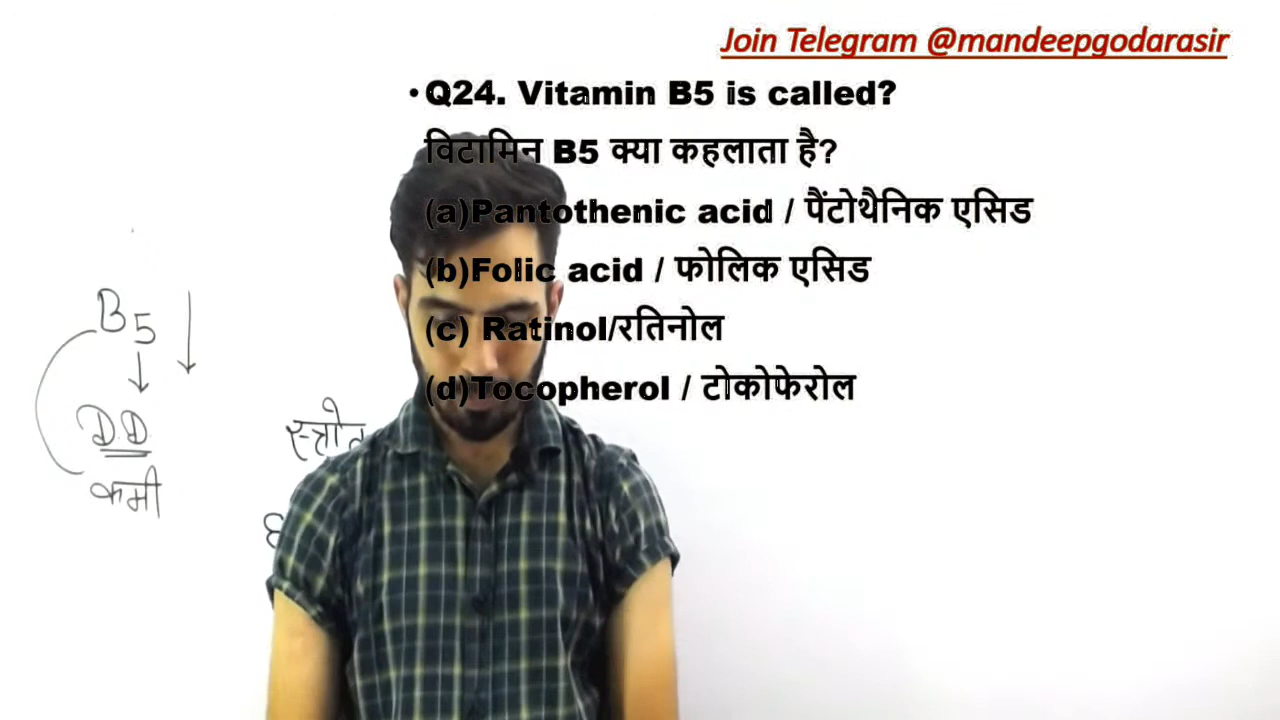 Join Telegram @mandeepgodarasir
•Q24. Vitamin B5 is called?
विटामिन B5 क्या कहलाता है?
(a)Pantothenic acid / पैंटोथैनिक एसिड
(b)Folic acid / फोलिक एसिड
(c) Ratinol/रतिनोल
(d)Tocopherol / टोकोफेरोल
B5
D.D
कमी